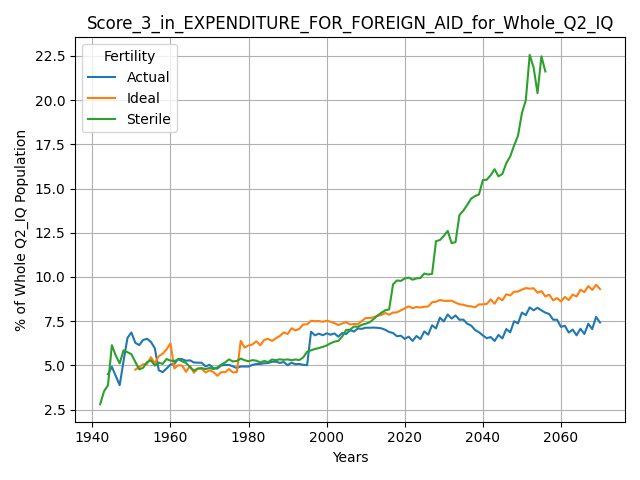 Score_3_in_EXPENDITURE_FOR_FOREIGN_AID_for_Whole_Q2_IQ
Fertility
Actual
Ideal
Sterile
% of Whole Q2_IQ Population
22.5
20.0
17.5
15.0
12.5
10.0
7.5
5.0
2.5
1940 1960 1980 2000 2020 2040 2060
Years